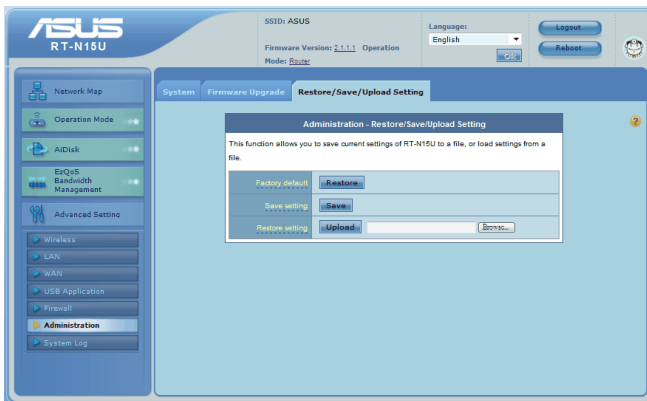 ASUS
RT-N15U
SSID: ASUS
Firmware Version: 2.1.1.1 Operation
Mode: Router
Language:
English
Logout
Reboot
Network Map
Operation Mode
AiDisk
EzQoS
Bandwidth
Management
Advanced Setting
Wireless
LAN
WAN
USB Application
Firewall
Administration
System Log
System
Firmware Upgrade
Restore/Save/Upload Setting
Administration - Restore/Save/Upload Setting
This function allows you to save current settings of RT-N15U to a file, or load settings from a
file.
Factory default
Restore
Save setting
Save
Restore setting
Upload
Browse...